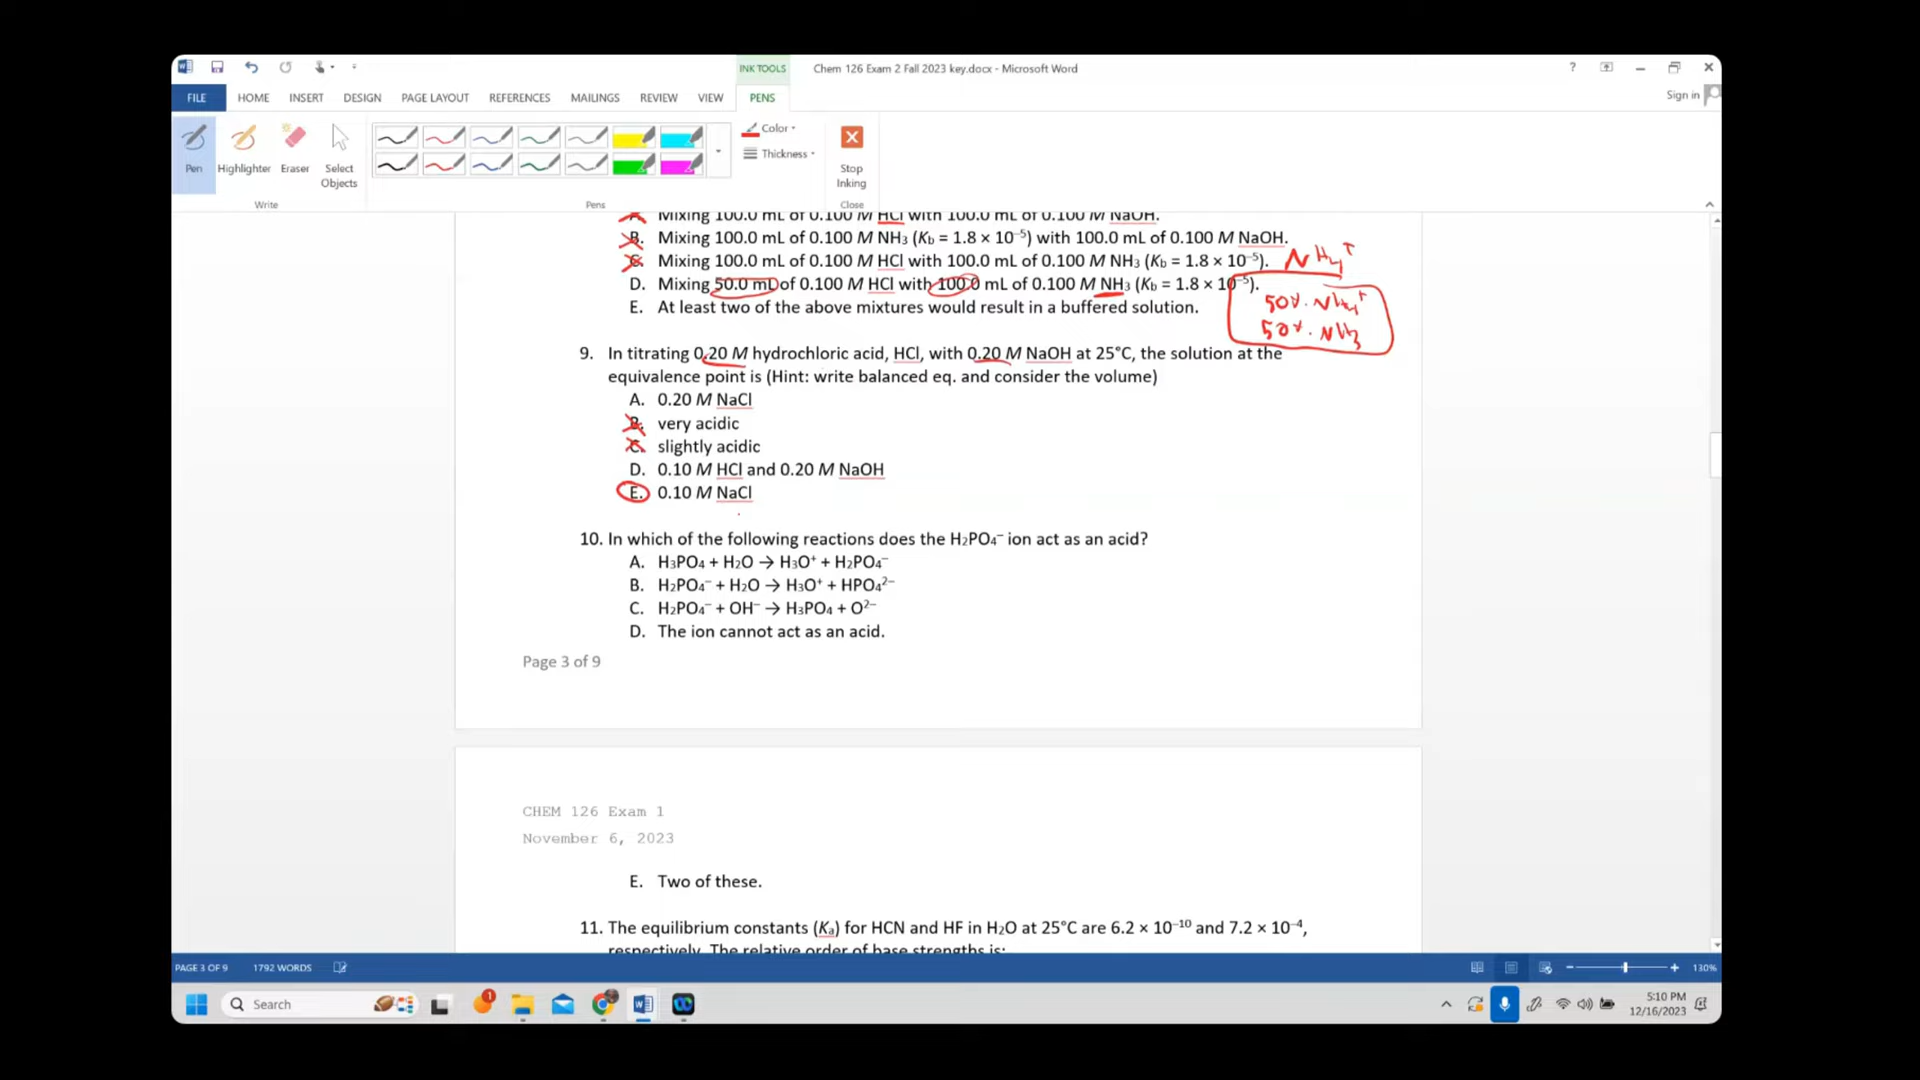 INK TOOLS
Chem 126 Exam 2 Fall 2023 key.docx - Microsoft Word
?
FILE HOME INSERT DESIGN PAGE LAYOUT REFERENCES MAILINGS REVIEW VIEW PENS
Sign in
Pen Highlighter Eraser Select Objects
Color
Thickness
Stop Inking
Write Pens Close
A. Mixing 100.0 mL of 0.100 M HCl with 100.0 mL of 0.100 M NaOH.
B. Mixing 100.0 mL of 0.100 M NH₃ (Kb = 1.8 × 10⁻⁵) with 100.0 mL of 0.100 M NaOH.
C. Mixing 100.0 mL of 0.100 M HCl with 100.0 mL of 0.100 M NH₃ (Kb = 1.8 × 10⁻⁵). NH₄⁺
D. Mixing 50.0 mL of 0.100 M HCl with 100.0 mL of 0.100 M NH₃ (Kb = 1.8 × 10⁻⁵).
50%. NH₄⁺
E. At least two of the above mixtures would result in a buffered solution.
50%. NH₃
9. In titrating 0.20 M hydrochloric acid, HCl, with 0.20 M NaOH at 25°C, the solution at the
equivalence point is (Hint: write balanced eq. and consider the volume)
A. 0.20 M NaCl
B. very acidic
C. slightly acidic
D. 0.10 M HCl and 0.20 M NaOH
E. 0.10 M NaCl
10. In which of the following reactions does the H₂PO₄⁻ ion act as an acid?
A. H₃PO₄ + H₂O → H₃O⁺ + H₂PO₄⁻
B. H₂PO₄⁻ + H₂O → H₃O⁺ + HPO₄²⁻
C. H₂PO₄⁻ + OH⁻ → H₃PO₄ + O²⁻
D. The ion cannot act as an acid.
Page 3 of 9
CHEM 126 Exam 1
November 6, 2023
E. Two of these.
11. The equilibrium constants (Ka) for HCN and HF in H₂O at 25°C are 6.2 × 10⁻¹⁰ and 7.2 × 10⁻⁴,
respectively. The relative order of base strengths is:
PAGE 3 OF 9 1792 WORDS 130%
Search
1
5:10 PM
12/16/2023